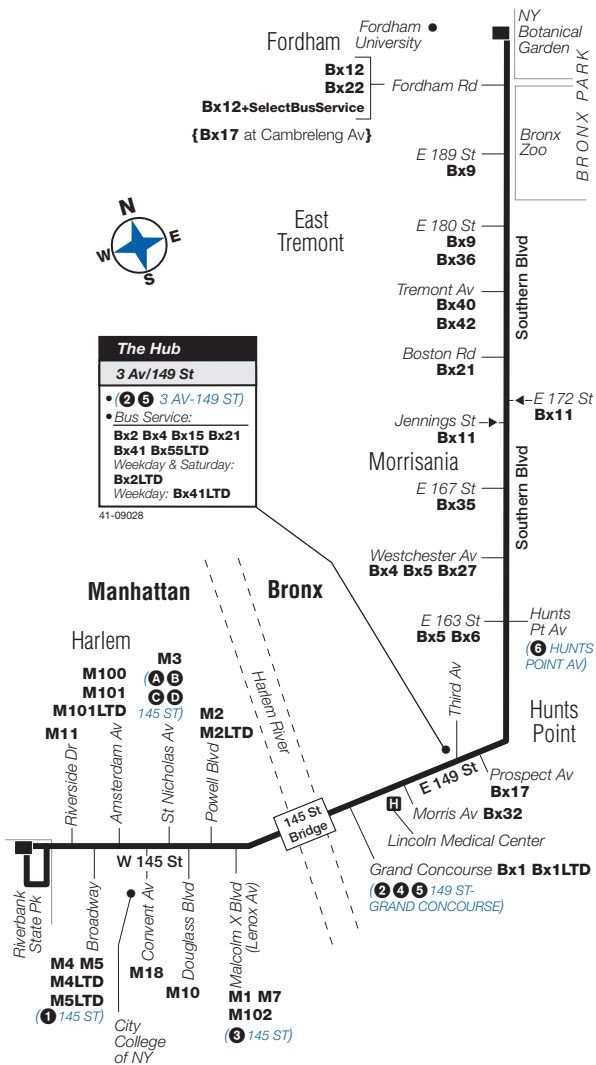 Fordham
University
NY
Botanical
Garden
Fordham
Bx12
Bx22
Bx12+SelectBusService
Fordham Rd
{Bx17 at Cambreleng Av}
BRONX PARK
Bronx
Zoo
E 189 St
Bx9
N
E
W
S
East
Tremont
E 180 St
Bx9
Bx36
Southern Blvd
Tremont Av
Bx40
Bx42
Boston Rd
Bx21
The Hub
3 Av/149 St
• (2 5 3 AV-149 ST)
• Bus Service:
Bx2 Bx4 Bx15 Bx21
Bx41 Bx55LTD
Weekday & Saturday:
Bx2LTD
Weekday: Bx41LTD
41-09028
E 172 St
Bx11
Jennings St
Bx11
Morrisania
E 167 St
Bx35
Southern Blvd
Westchester Av
Bx4 Bx5 Bx27
E 163 St
Bx5 Bx6
Hunts
Pt Av
(6 HUNTS
POINT AV)
Manhattan
Bronx
Harlem River
Harlem
M100
M101
M101LTD
M3
(A B
C D
145 ST)
M2
M2LTD
M11
Riverside Dr
Amsterdam Av
St Nicholas Av
Powell Blvd
Third Av
Hunts
Point
E 149 St
Prospect Av
Bx17
H
Morris Av Bx32
Lincoln Medical Center
145 St
Bridge
Grand Concourse Bx1 Bx1LTD
(2 4 5 149 ST-
GRAND CONCOURSE)
W 145 St
Riverbank
State Pk
Broadway
M4 M5
M4LTD
M5LTD
(1 145 ST)
City
College
of NY
Convent Av
M18
Douglass Blvd
M10
Malcolm X Blvd
(Lenox Av)
M1 M7
M102
(3 145 ST)